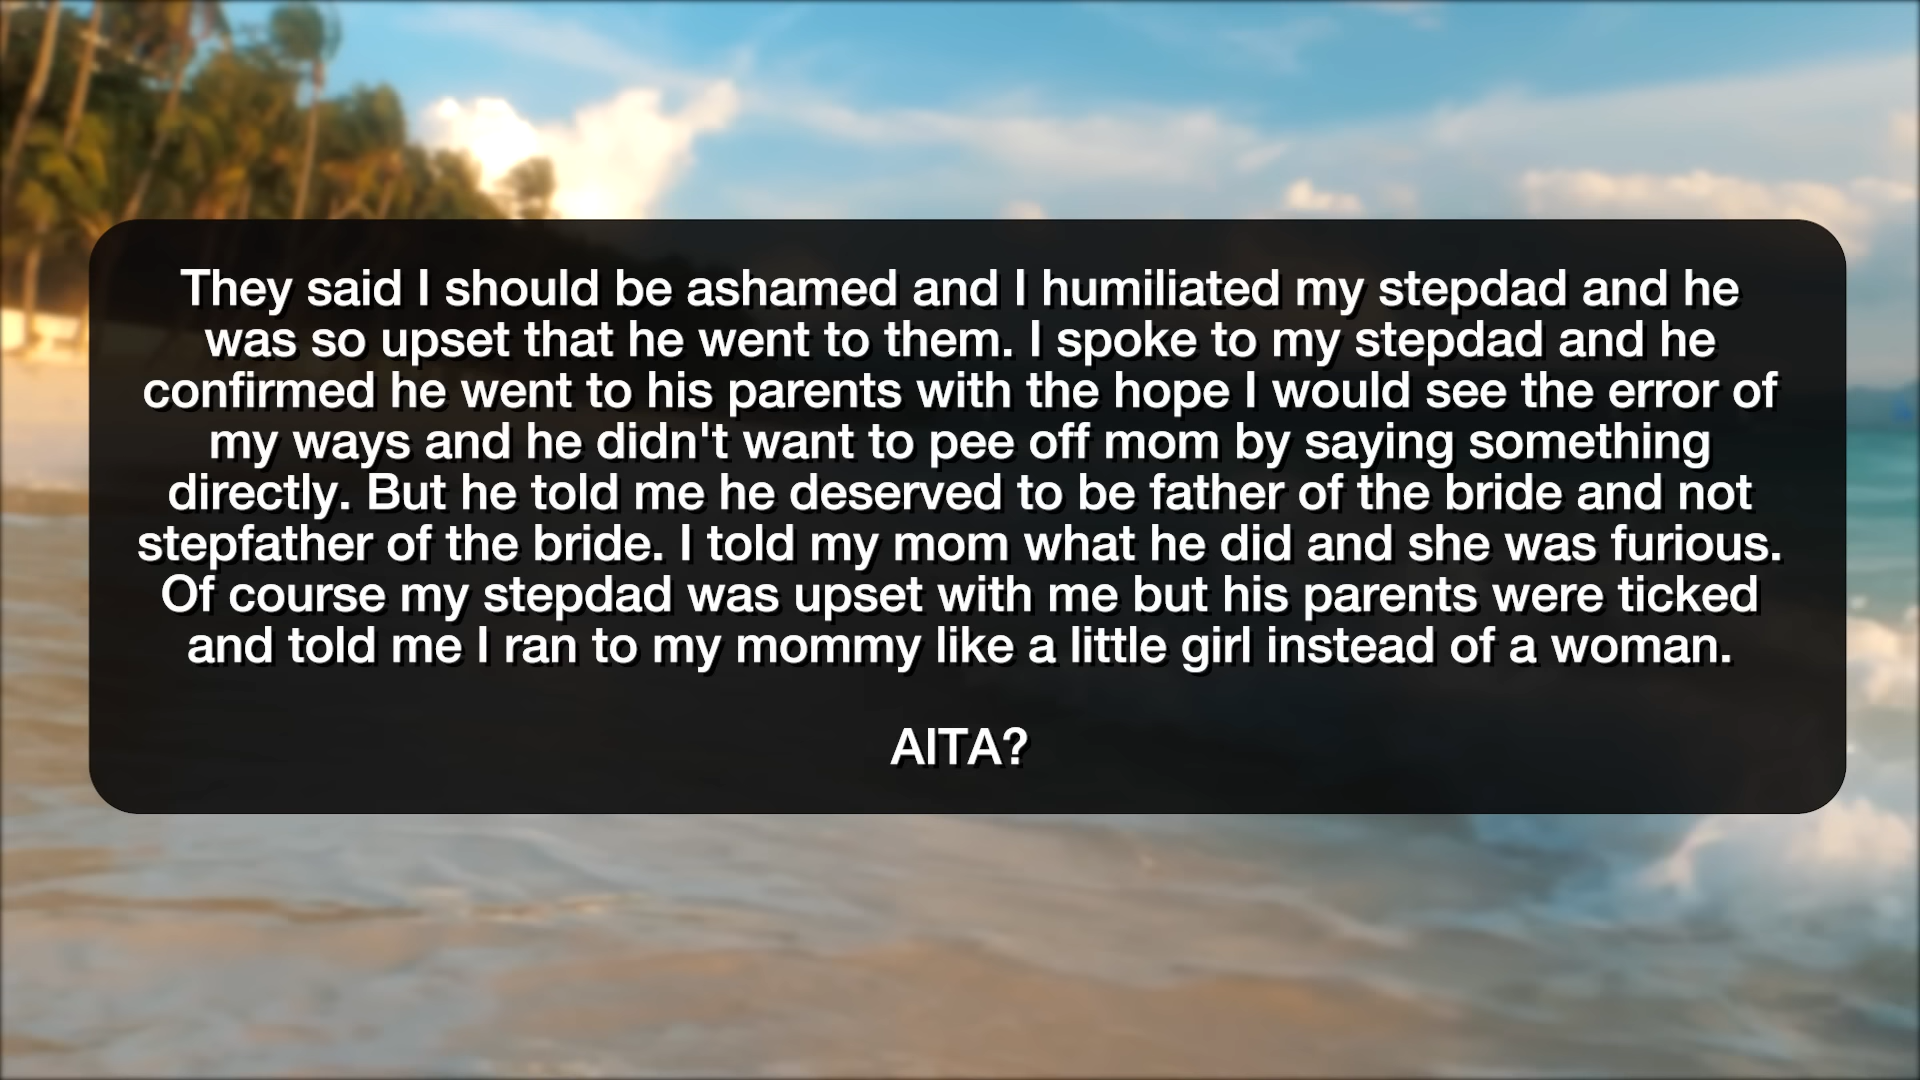 They said I should be ashamed and I humiliated my stepdad and he
was so upset that he went to them. I spoke to my stepdad and he
confirmed he went to his parents with the hope I would see the error of
my ways and he didn't want to pee off mom by saying something
directly. But he told me he deserved to be father of the bride and not
stepfather of the bride. I told my mom what he did and she was furious.
Of course my stepdad was upset with me but his parents were ticked
and told me I ran to my mommy like a little girl instead of a woman.
AITA?